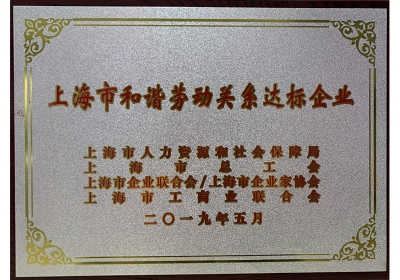 上海市和谐劳动关系达标企业
上海市人力资源和社会保障局
上海市总工会
上海市企业联合会/上海市企业家协会
上海市工商业联合会
二〇一九年五月